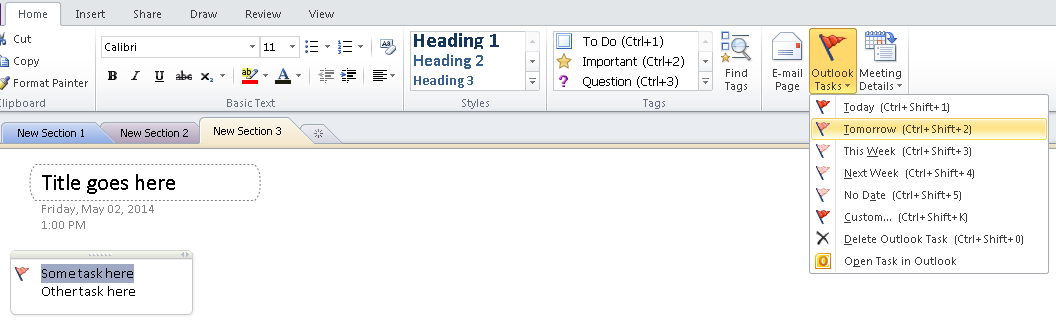 Home Insert Share Draw Review View
Cut
Copy
Format Painter
Clipboard
Calibri 11
B I U abc x₂ ab A
Basic Text
Heading 1
Heading 2
Heading 3
Styles
To Do (Ctrl+1)
Important (Ctrl+2)
? Question (Ctrl+3)
Tags
Find
Tags
E-mail
Page
Outlook
Tasks
Meeting
Details
Today (Ctrl+Shift+1)
Tomorrow (Ctrl+Shift+2)
This Week (Ctrl+Shift+3)
Next Week (Ctrl+Shift+4)
No Date (Ctrl+Shift+5)
Custom... (Ctrl+Shift+K)
Delete Outlook Task (Ctrl+Shift+0)
Open Task in Outlook
New Section 1 New Section 2 New Section 3
Title goes here
Friday, May 02, 2014
1:00 PM
Some task here
Other task here